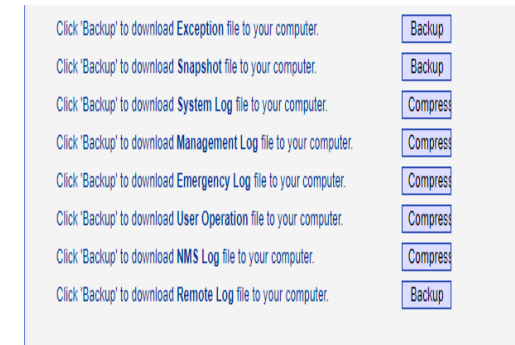 Click 'Backup' to download Exception file to your computer. Backup
Click 'Backup' to download Snapshot file to your computer. Backup
Click 'Backup' to download System Log file to your computer. Compress
Click 'Backup' to download Management Log file to your computer. Compress
Click 'Backup' to download Emergency Log file to your computer. Compress
Click 'Backup' to download User Operation file to your computer. Compress
Click 'Backup' to download NMS Log file to your computer. Compress
Click 'Backup' to download Remote Log file to your computer. Backup